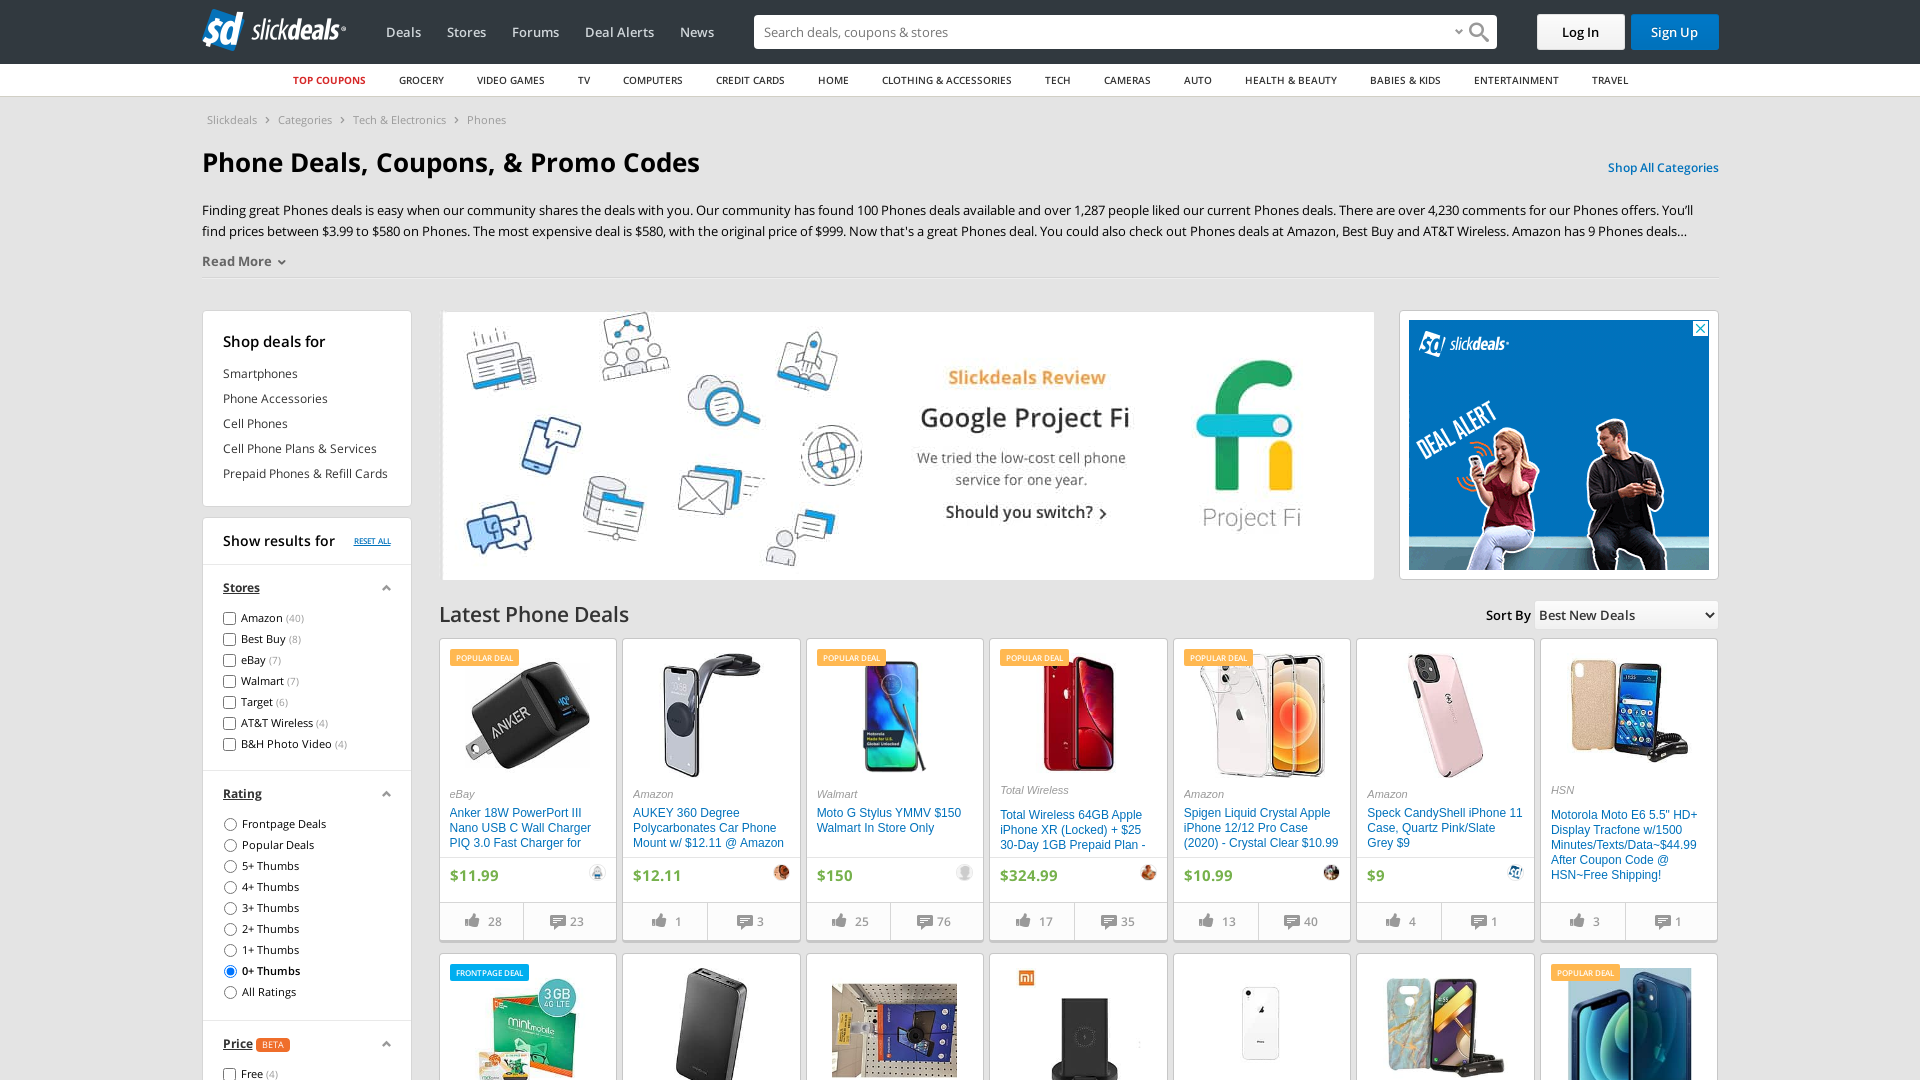 slickdeals
Deals
Stores
Forums
Deal Alerts
News
Search deals, coupons & stores
Log In
Sign Up
TOP COUPONS
GROCERY
VIDEO GAMES
TV
COMPUTERS
CREDIT CARDS
HOME
CLOTHING & ACCESSORIES
TECH
CAMERAS
AUTO
HEALTH & BEAUTY
BABIES & KIDS
ENTERTAINMENT
TRAVEL
Slickdeals > Categories > Tech & Electronics > Phones
Phone Deals, Coupons, & Promo Codes
Shop All Categories
Finding great Phones deals is easy when our community shares the deals with you. Our community has found 100 Phones deals available and over 1,287 people liked our current Phones deals. There are over 4,230 comments for our Phones offers. You'll
find prices between $3.99 to $580 on Phones. The most expensive deal is $580, with the original price of $999. Now that's a great Phones deal. You could also check out Phones deals at Amazon, Best Buy and AT&T Wireless. Amazon has 9 Phones deals...
Read More
Shop deals for
Smartphones
Phone Accessories
Cell Phones
Cell Phone Plans & Services
Prepaid Phones & Refill Cards
Show results for
RESET ALL
Stores
Amazon (40)
Best Buy (8)
eBay (7)
Walmart (7)
Target (6)
AT&T Wireless (4)
B&H Photo Video (4)
Rating
Frontpage Deals
Popular Deals
5+ Thumbs
4+ Thumbs
3+ Thumbs
2+ Thumbs
1+ Thumbs
0+ Thumbs
All Ratings
Price BETA
Free (4)
Slickdeals Review
Google Project Fi
We tried the low-cost cell phone
service for one year.
Should you switch? >
Project Fi
slickdeals
DEAL ALERT
Latest Phone Deals
Sort By Best New Deals
POPULAR DEAL
ANKER
eBay
Anker 18W PowerPort III
Nano USB C Wall Charger
PIQ 3.0 Fast Charger for
$11.99
28
23
Amazon
AUKEY 360 Degree
Polycarbonates Car Phone
Mount w/ $12.11 @ Amazon
$12.11
1
3
POPULAR DEAL
Walmart
Moto G Stylus YMMV $150
Walmart In Store Only
$150
25
76
POPULAR DEAL
Total Wireless
Total Wireless 64GB Apple
iPhone XR (Locked) + $25
30-Day 1GB Prepaid Plan -
$324.99
17
35
POPULAR DEAL
Amazon
Spigen Liquid Crystal Apple
iPhone 12/12 Pro Case
(2020) - Crystal Clear $10.99
$10.99
13
40
Amazon
Speck CandyShell iPhone 11
Case, Quartz Pink/Slate
Grey $9
$9
4
1
HSN
Motorola Moto E6 5.5" HD+
Display Tracfone w/1500
Minutes/Texts/Data~$44.99
After Coupon Code @
HSN~Free Shipping!
3
1
FRONTPAGE DEAL
3GB
4G LTE
mintmobile
POPULAR DEAL